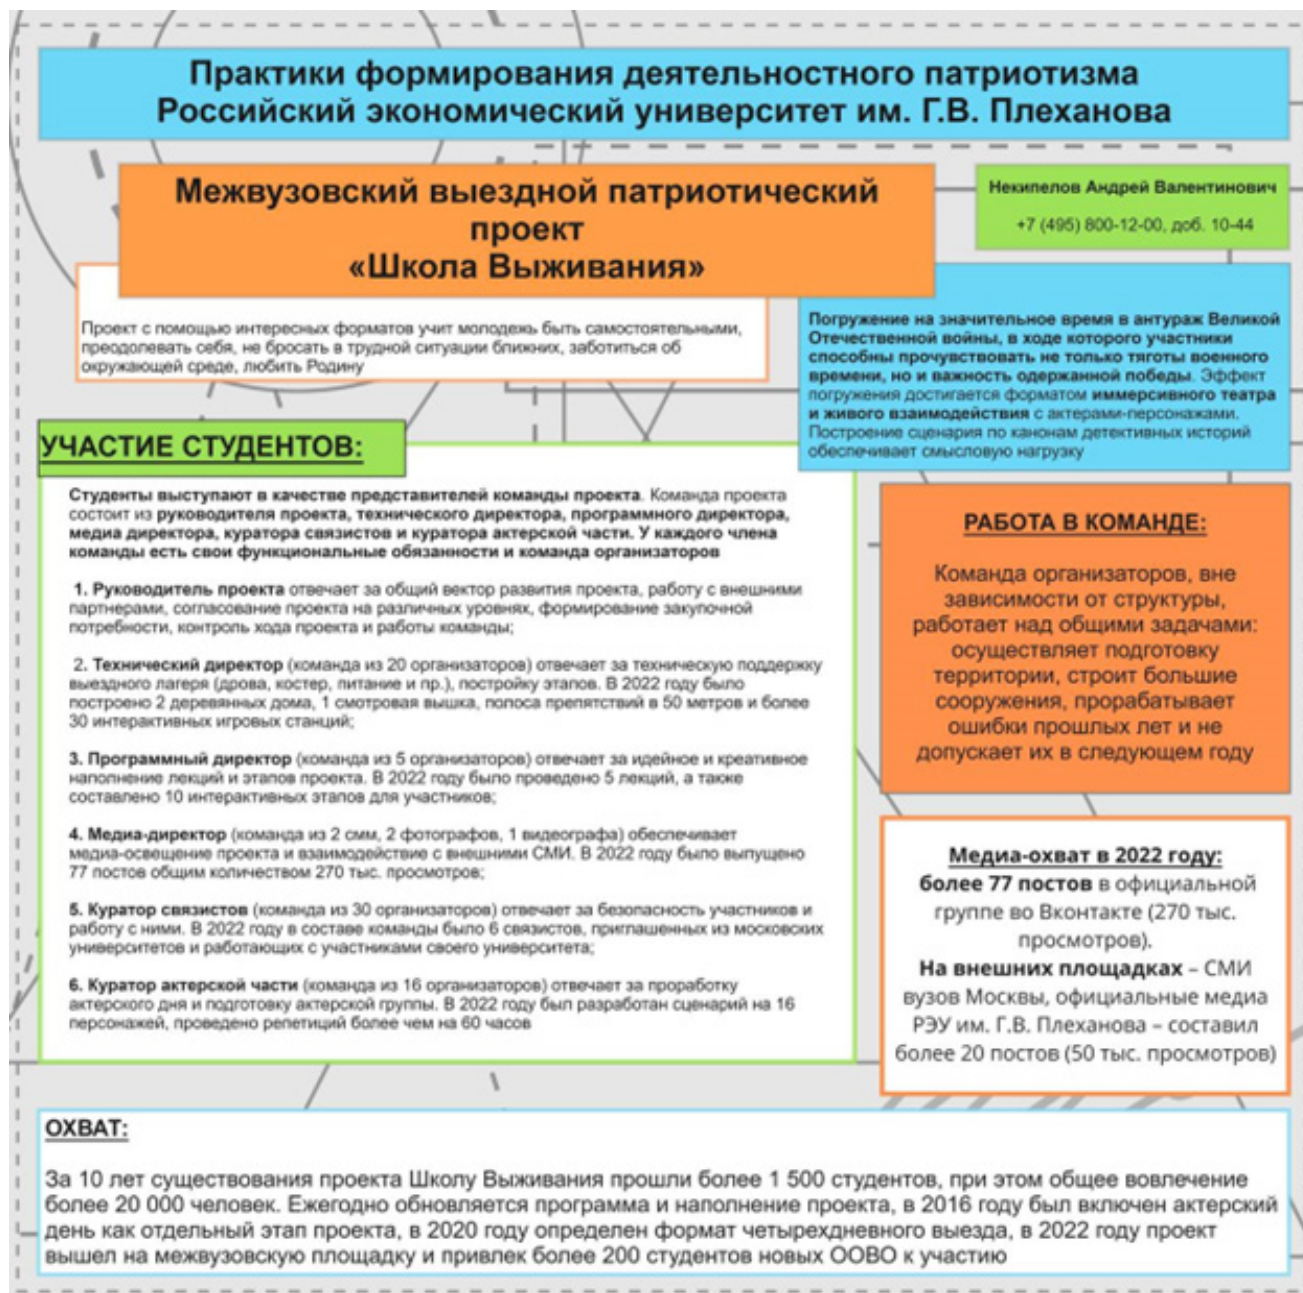 Практики формирования деятельностного патриотизма
Российский экономический университет им. Г.В. Плеханова
Межвузовский выездной патриотический
проект
«Школа Выживания»
Некипелов Андрей Валентинович
+7 (495) 800-12-00, доб. 10-44
Проект с помощью интересных форматов учит молодежь быть самостоятельными,
преодолевать себя, не бросать в трудной ситуации ближних, заботиться об
окружающей среде, любить Родину
Погружение на значительное время в антураж Великой
Отечественной войны, в ходе которого участники
способны прочувствовать не только тяготы военного
времени, но и важность одержанной победы. Эффект
погружения достигается форматом иммерсивного театра
и живого взаимодействия с актерами-персонажами.
Построение сценария по канонам детективных историй
обеспечивает смысловую нагрузку
УЧАСТИЕ СТУДЕНТОВ:
Студенты выступают в качестве представителей команды проекта. Команда проекта
состоит из руководителя проекта, технического директора, программного директора,
медиа директора, куратора связистов и куратора актерской части. У каждого члена
команды есть свои функциональные обязанности и команда организаторов
1. Руководитель проекта отвечает за общий вектор развития проекта, работу с внешними
партнерами, согласование проекта на различных уровнях, формирование закупочной
потребности, контроль хода проекта и работы команды;
2. Технический директор (команда из 20 организаторов) отвечает за техническую поддержку
выездного лагеря (дрова, костер, питание и пр.), постройку этапов. В 2022 году было
построено 2 деревянных дома, 1 смотровая вышка, полоса препятствий в 50 метров и более
30 интерактивных игровых станций;
3. Программный директор (команда из 5 организаторов) отвечает за идейное и креативное
наполнение лекций и этапов проекта. В 2022 году было проведено 5 лекций, а также
составлено 10 интерактивных этапов для участников;
4. Медиа-директор (команда из 2 смм, 2 фотографов, 1 видеографа) обеспечивает
медиа-освещение проекта и взаимодействие с внешними СМИ. В 2022 году было выпущено
77 постов общим количеством 270 тыс. просмотров;
5. Куратор связистов (команда из 30 организаторов) отвечает за безопасность участников и
работу с ними. В 2022 году в составе команды было 6 связистов, приглашенных из московских
университетов и работающих с участниками своего университета;
6. Куратор актерской части (команда из 16 организаторов) отвечает за проработку
актерского дня и подготовку актерской группы. В 2022 году был разработан сценарий на 16
персонажей, проведено репетиций более чем на 60 часов
РАБОТА В КОМАНДЕ:
Команда организаторов, вне
зависимости от структуры,
работает над общими задачами:
осуществляет подготовку
территории, строит большие
сооружения, прорабатывает
ошибки прошлых лет и не
допускает их в следующем году
Медиа-охват в 2022 году:
более 77 постов в официальной
группе во Вконтакте (270 тыс.
просмотров).
На внешних площадках – СМИ
вузов Москвы, официальные медиа
РЭУ им. Г.В. Плеханова – составил
более 20 постов (50 тыс. просмотров)
ОХВАТ:
За 10 лет существования проекта Школу Выживания прошли более 1 500 студентов, при этом общее вовлечение
более 20 000 человек. Ежегодно обновляется программа и наполнение проекта, в 2016 году был включен актерский
день как отдельный этап проекта, в 2020 году определен формат четырехдневного выезда, в 2022 году проект
вышел на межвузовскую площадку и привлек более 200 студентов новых ООВО к участию